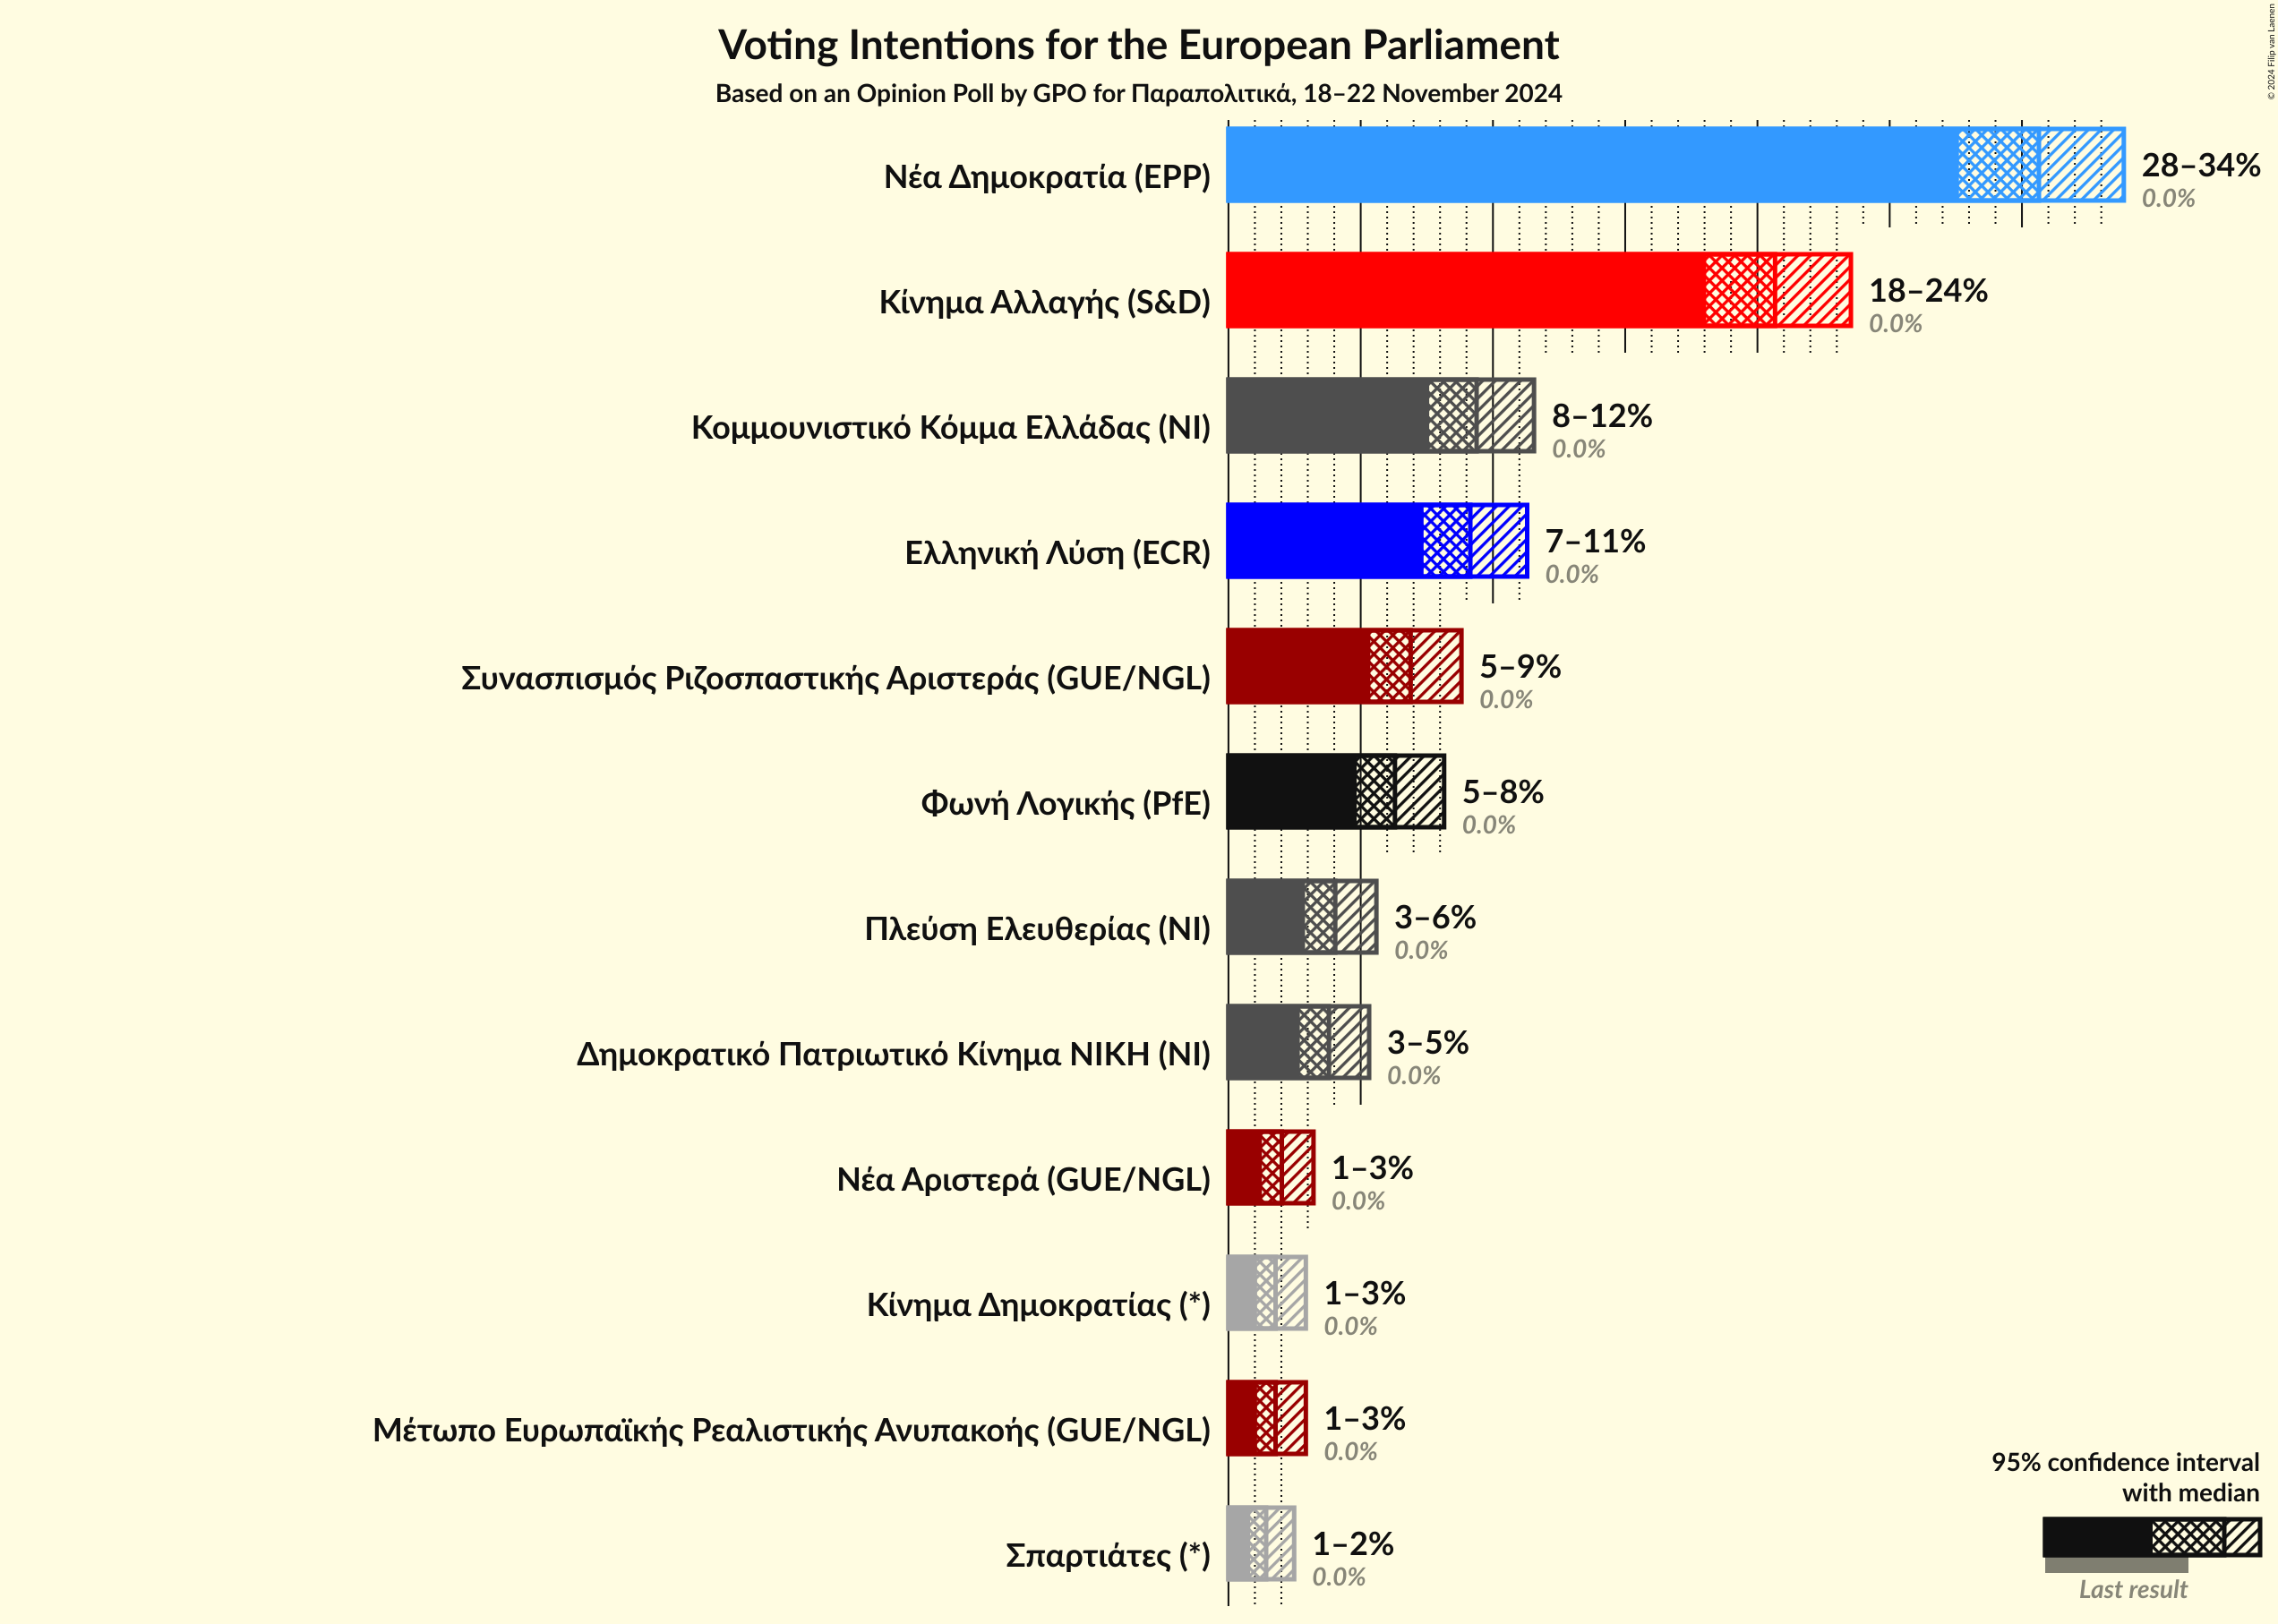 Voting Intentions for the European Parliament
Based on an Opinion Poll by GPO for Παραπολιτικά, 18–22 November 2024
© 2024 Filip van Laenen
Νέα Δημοκρατία (EPP)
28–34%
0.0%
Κίνημα Αλλαγής (S&D)
18–24%
0.0%
Κομμουνιστικό Κόμμα Ελλάδας (NI)
8–12%
0.0%
Ελληνική Λύση (ECR)
7–11%
0.0%
Συνασπισμός Ριζοσπαστικής Αριστεράς (GUE/NGL)
5–9%
0.0%
Φωνή Λογικής (PfE)
5–8%
0.0%
Πλεύση Ελευθερίας (NI)
3–6%
0.0%
Δημοκρατικό Πατριωτικό Κίνημα ΝΙΚΗ (NI)
3–5%
0.0%
Νέα Αριστερά (GUE/NGL)
1–3%
0.0%
Κίνημα Δημοκρατίας (*)
1–3%
0.0%
Μέτωπο Ευρωπαϊκής Ρεαλιστικής Ανυπακοής (GUE/NGL)
1–3%
0.0%
Σπαρτιάτες (*)
1–2%
0.0%
95% confidence interval
with median
Last result